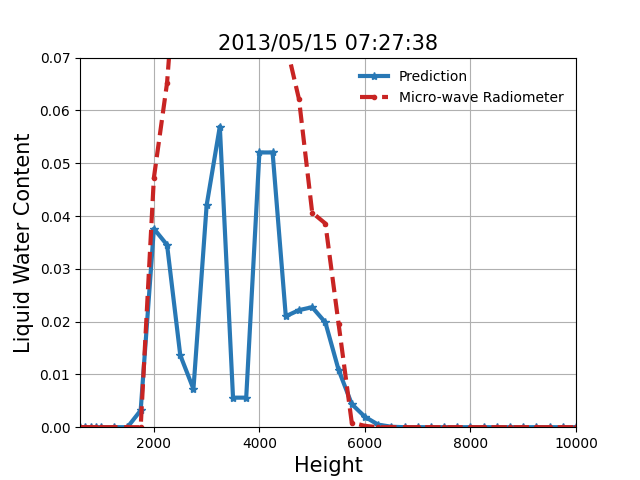 2013/05/15 07:27:38
Prediction
Micro-wave Radiometer
Liquid Water Content
0.07
0.06
0.05
0.04
0.03
0.02
0.01
0.00
2000 4000 6000 8000 10000
Height